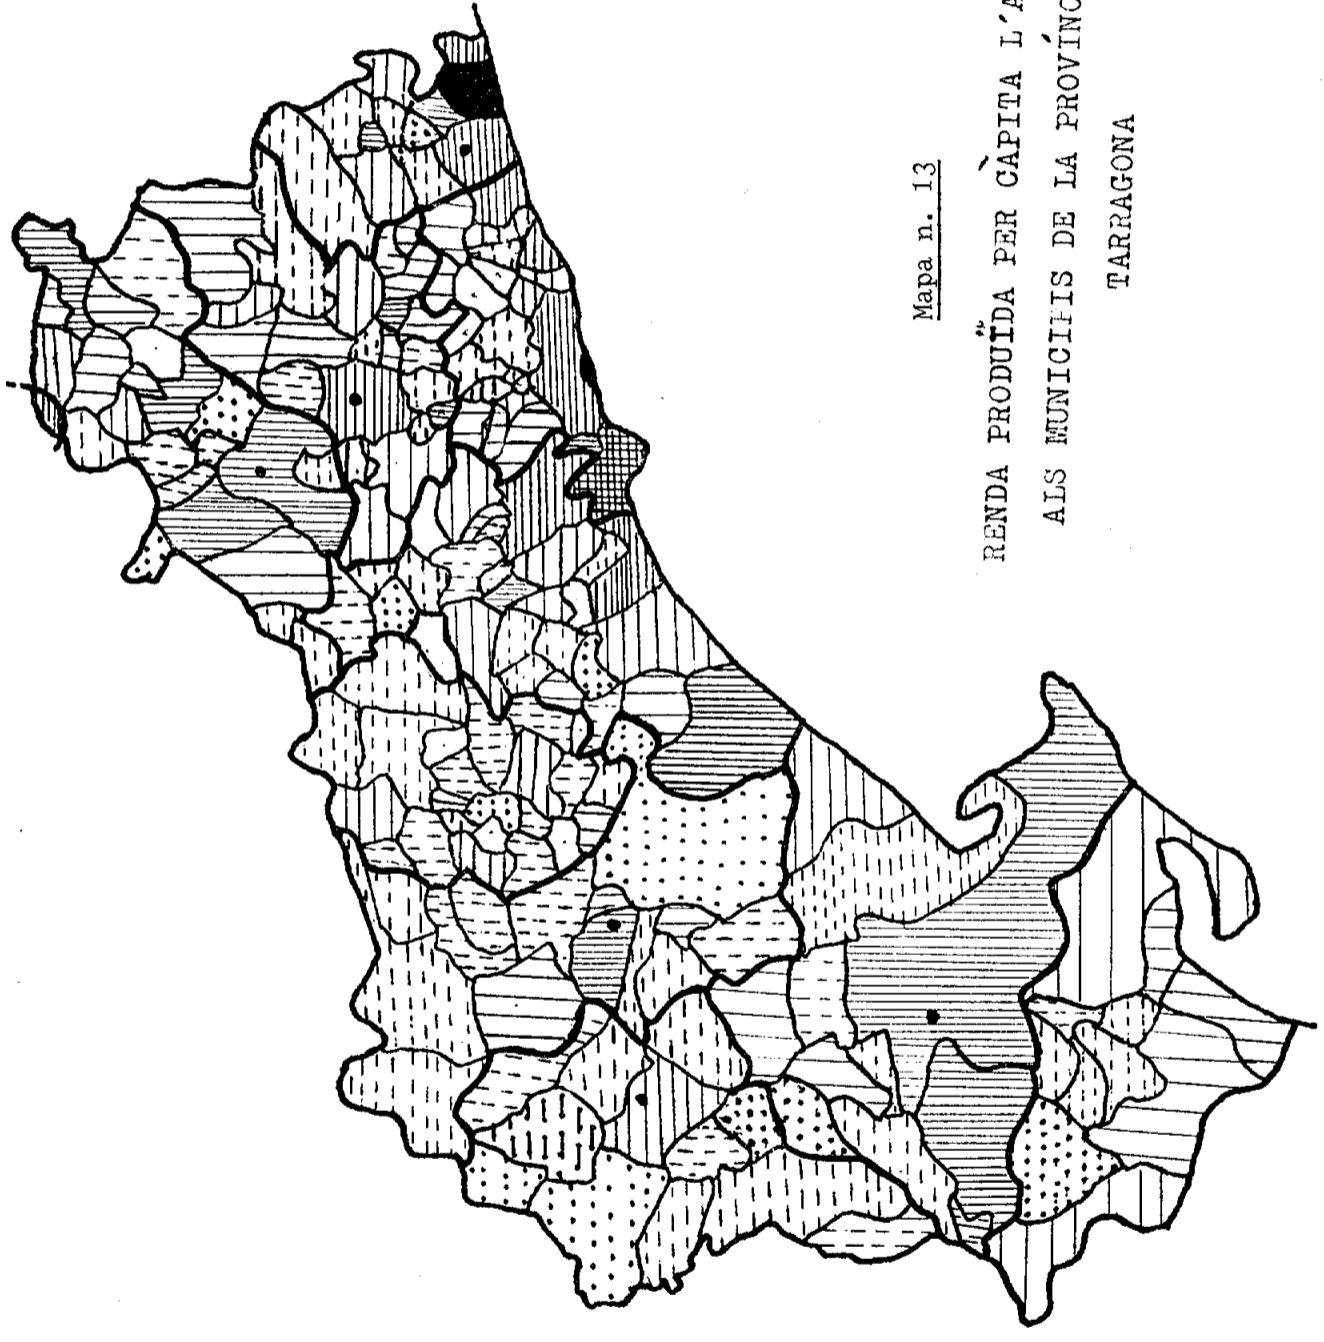 Mapa n. 13
RENDA PRODUÏDA PER CÀPITA L'A
ALS MUNICIPIS DE LA PROVÍNC
TARRAGONA